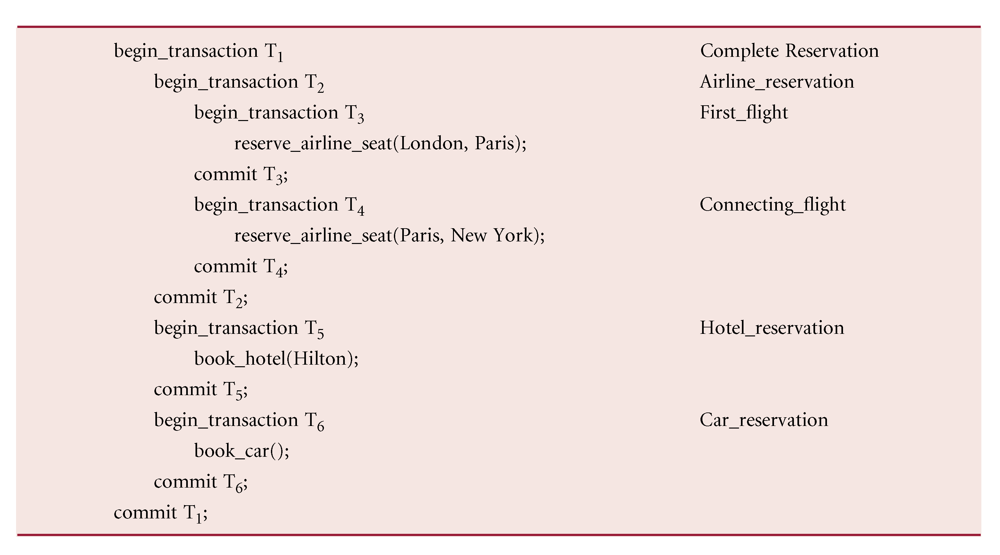 begin_transaction T₁ Complete Reservation
begin_transaction T₂ Airline_reservation
begin_transaction T₃ First_flight
reserve_airline_seat(London, Paris);
commit T₃;
begin_transaction T₄ Connecting_flight
reserve_airline_seat(Paris, New York);
commit T₄;
commit T₂;
begin_transaction T₅ Hotel_reservation
book_hotel(Hilton);
commit T₅;
begin_transaction T₆ Car_reservation
book_car();
commit T₆;
commit T₁;